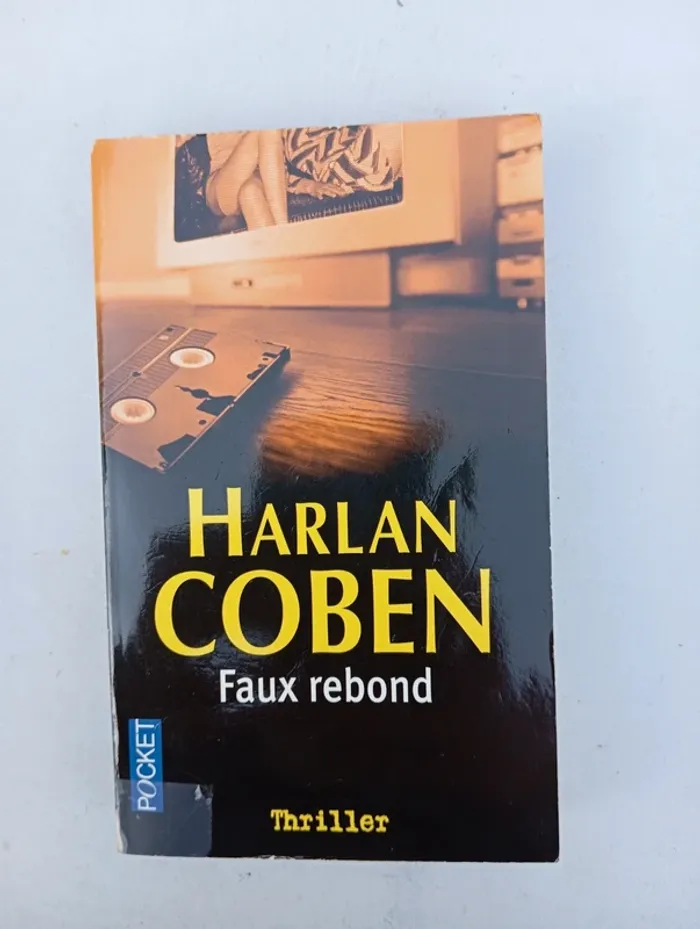 HARLAN
COBEN
Faux rebond
POCKET
Thriller